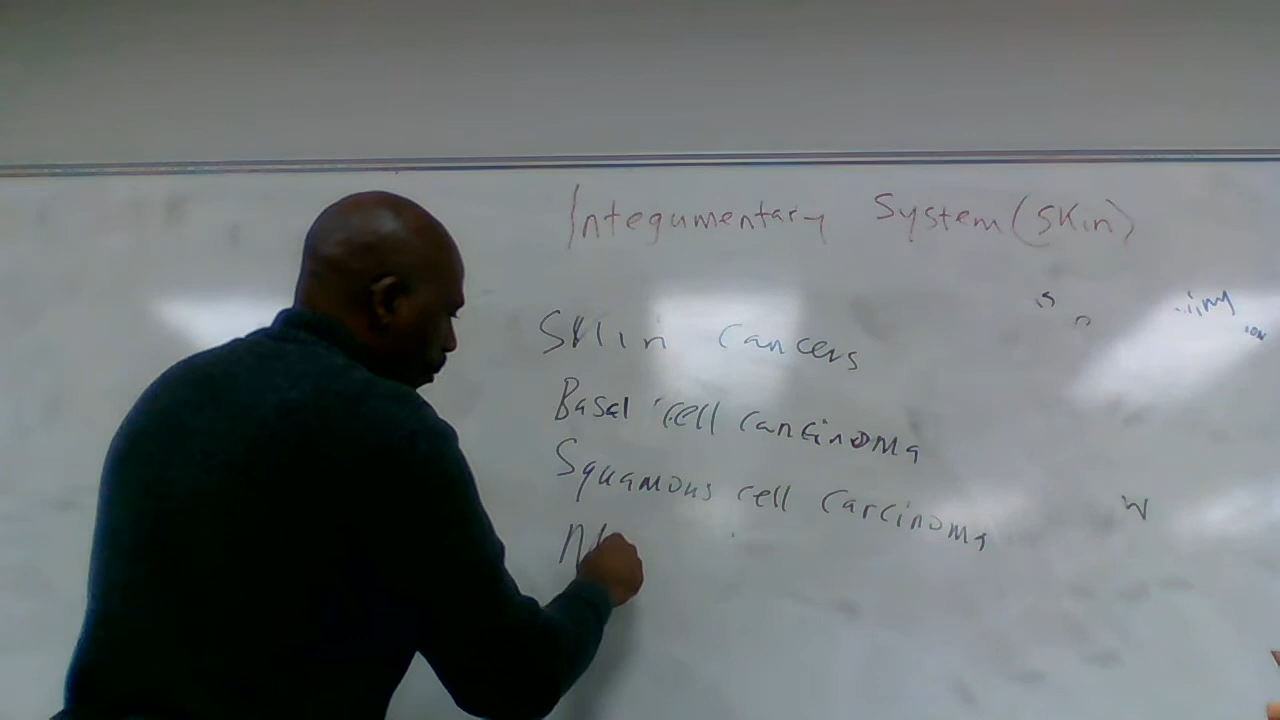 Integumentary System (Skin)
Skin cancers
Basal cell carcinoma
Squamous cell carcinoma